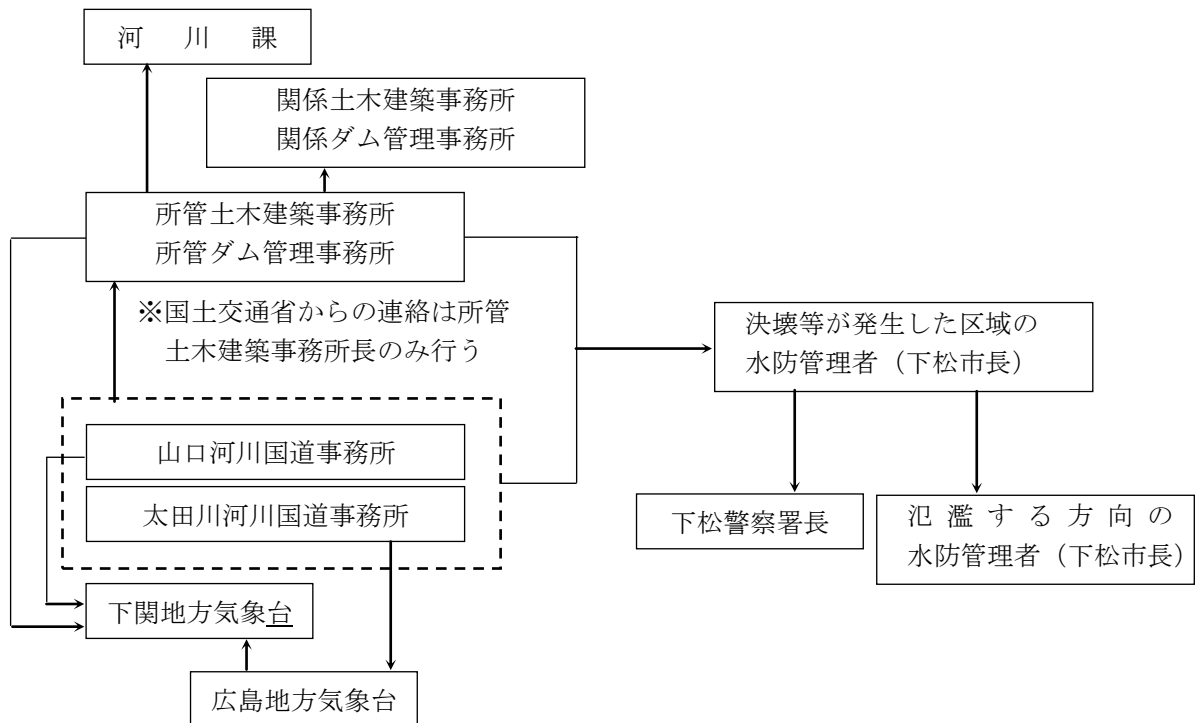 河川課
関係土木建築事務所
関係ダム管理事務所
所管土木建築事務所
所管ダム管理事務所
※国土交通省からの連絡は所管
土木建築事務所長のみ行う
決壊等が発生した区域の
水防管理者（下松市長）
山口河川国道事務所
太田川河川国道事務所
下松警察署長
氾濫する方向の
水防管理者（下松市長）
下関地方気象台
広島地方気象台